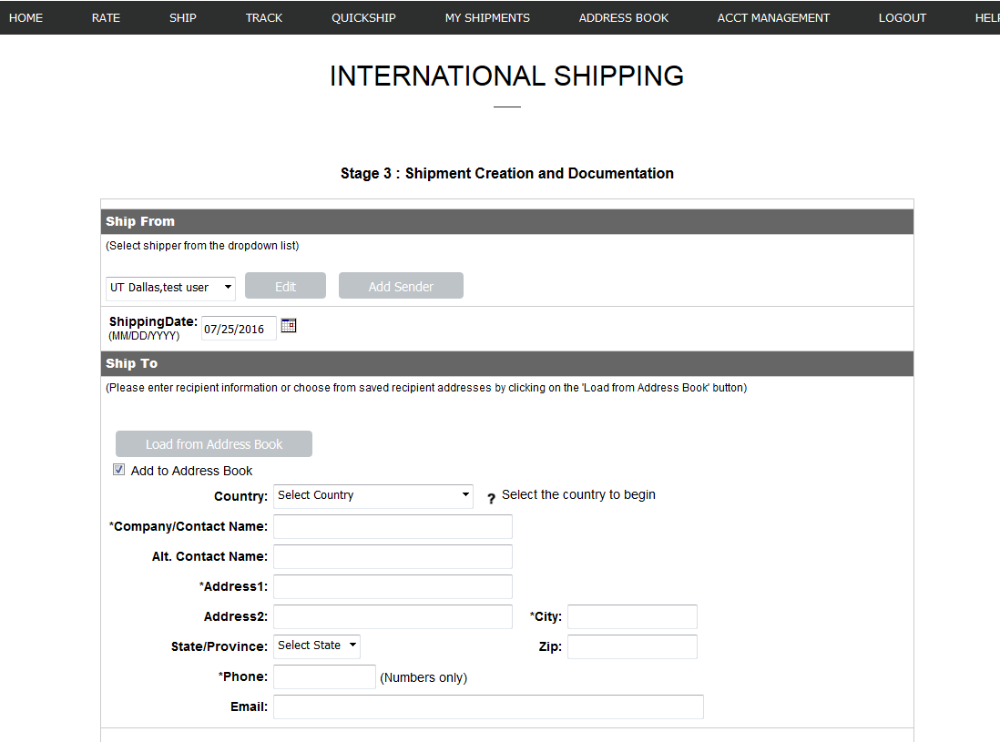 HOME RATE SHIP TRACK QUICKSHIP MY SHIPMENTS ADDRESS BOOK ACCT MANAGEMENT LOGOUT HELP
INTERNATIONAL SHIPPING
Stage 3 : Shipment Creation and Documentation
Ship From
(Select shipper from the dropdown list)
UT Dallas,test user Edit Add Sender
ShippingDate: 07/25/2016
(MM/DD/YYYY)
Ship To
(Please enter recipient information or choose from saved recipient addresses by clicking on the 'Load from Address Book' button)
Load from Address Book
Add to Address Book
Country: Select Country ? Select the country to begin
*Company/Contact Name:
Alt. Contact Name:
*Address1:
Address2: *City:
State/Province: Select State Zip:
*Phone: (Numbers only)
Email: